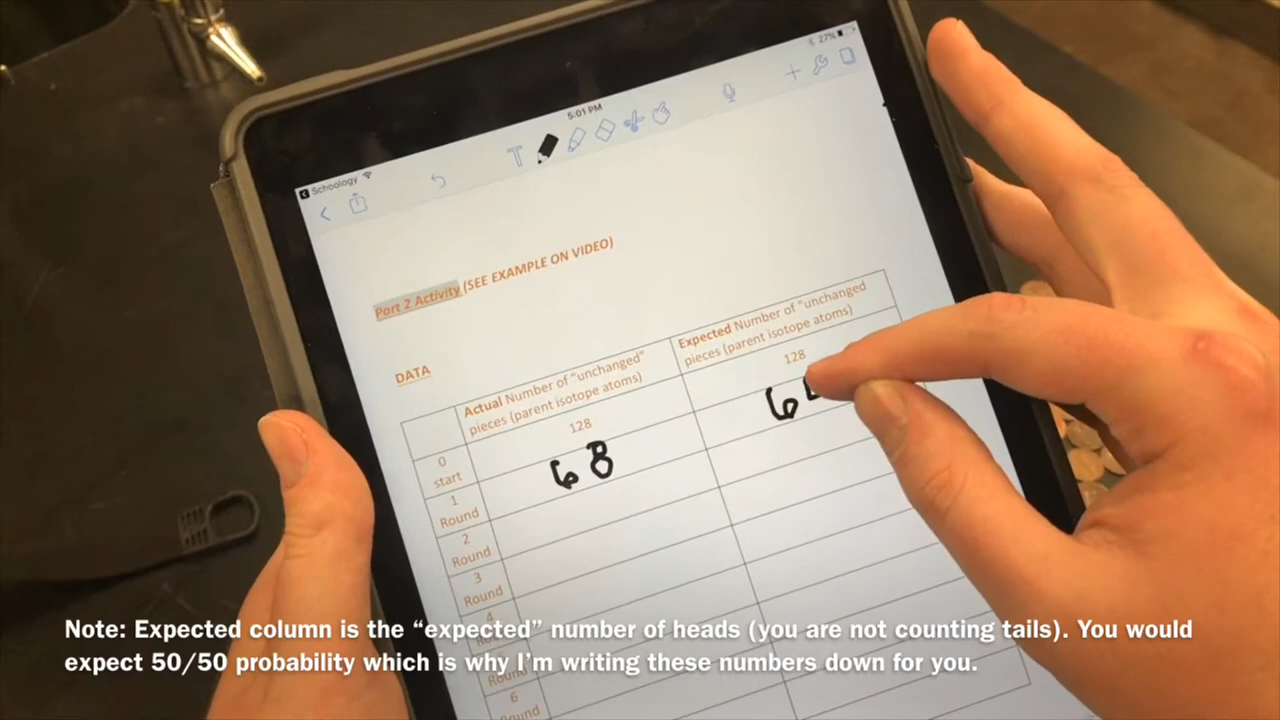 27%
5:01 PM
Schoology
T
Part 2 Activity (SEE EXAMPLE ON VIDEO)
DATA
Actual Number of "unchanged"
pieces (parent isotope atoms)
Expected Number of "unchanged
pieces (parent isotope atoms)
0
start
128
128
1
Round
68
2
Round
3
Round
4
Round
6
Round
Note: Expected column is the “expected” number of heads (you are not counting tails). You would
expect 50/50 probability which is why I’m writing these numbers down for you.